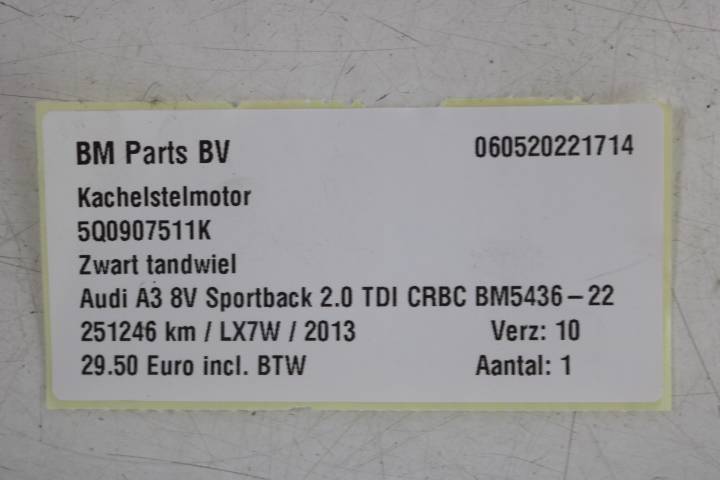 BM Parts BV 060520221714
Kachelstelmotor
5Q0907511K
Zwart tandwiel
Audi A3 8V Sportback 2.0 TDI CRBC BM5436-22
251246 km / LX7W / 2013 Verz: 10
29.50 Euro incl. BTW Aantal: 1